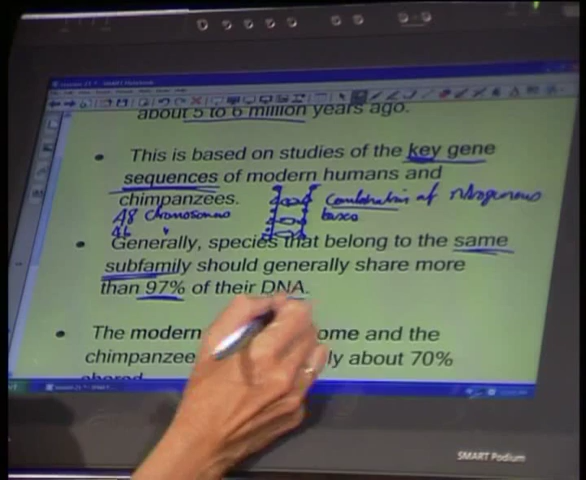 about 5 to 6 million years ago.
• This is based on studies of the key gene
sequences of modern humans and
chimpanzees.
Combination of nitrogenous
48 chromosomes
bases
46
• Generally, species that belong to the same
subfamily should generally share more
than 97% of their DNA.
• The modern ome and the
chimpanzee ly about 70%
shared
SMART Podium